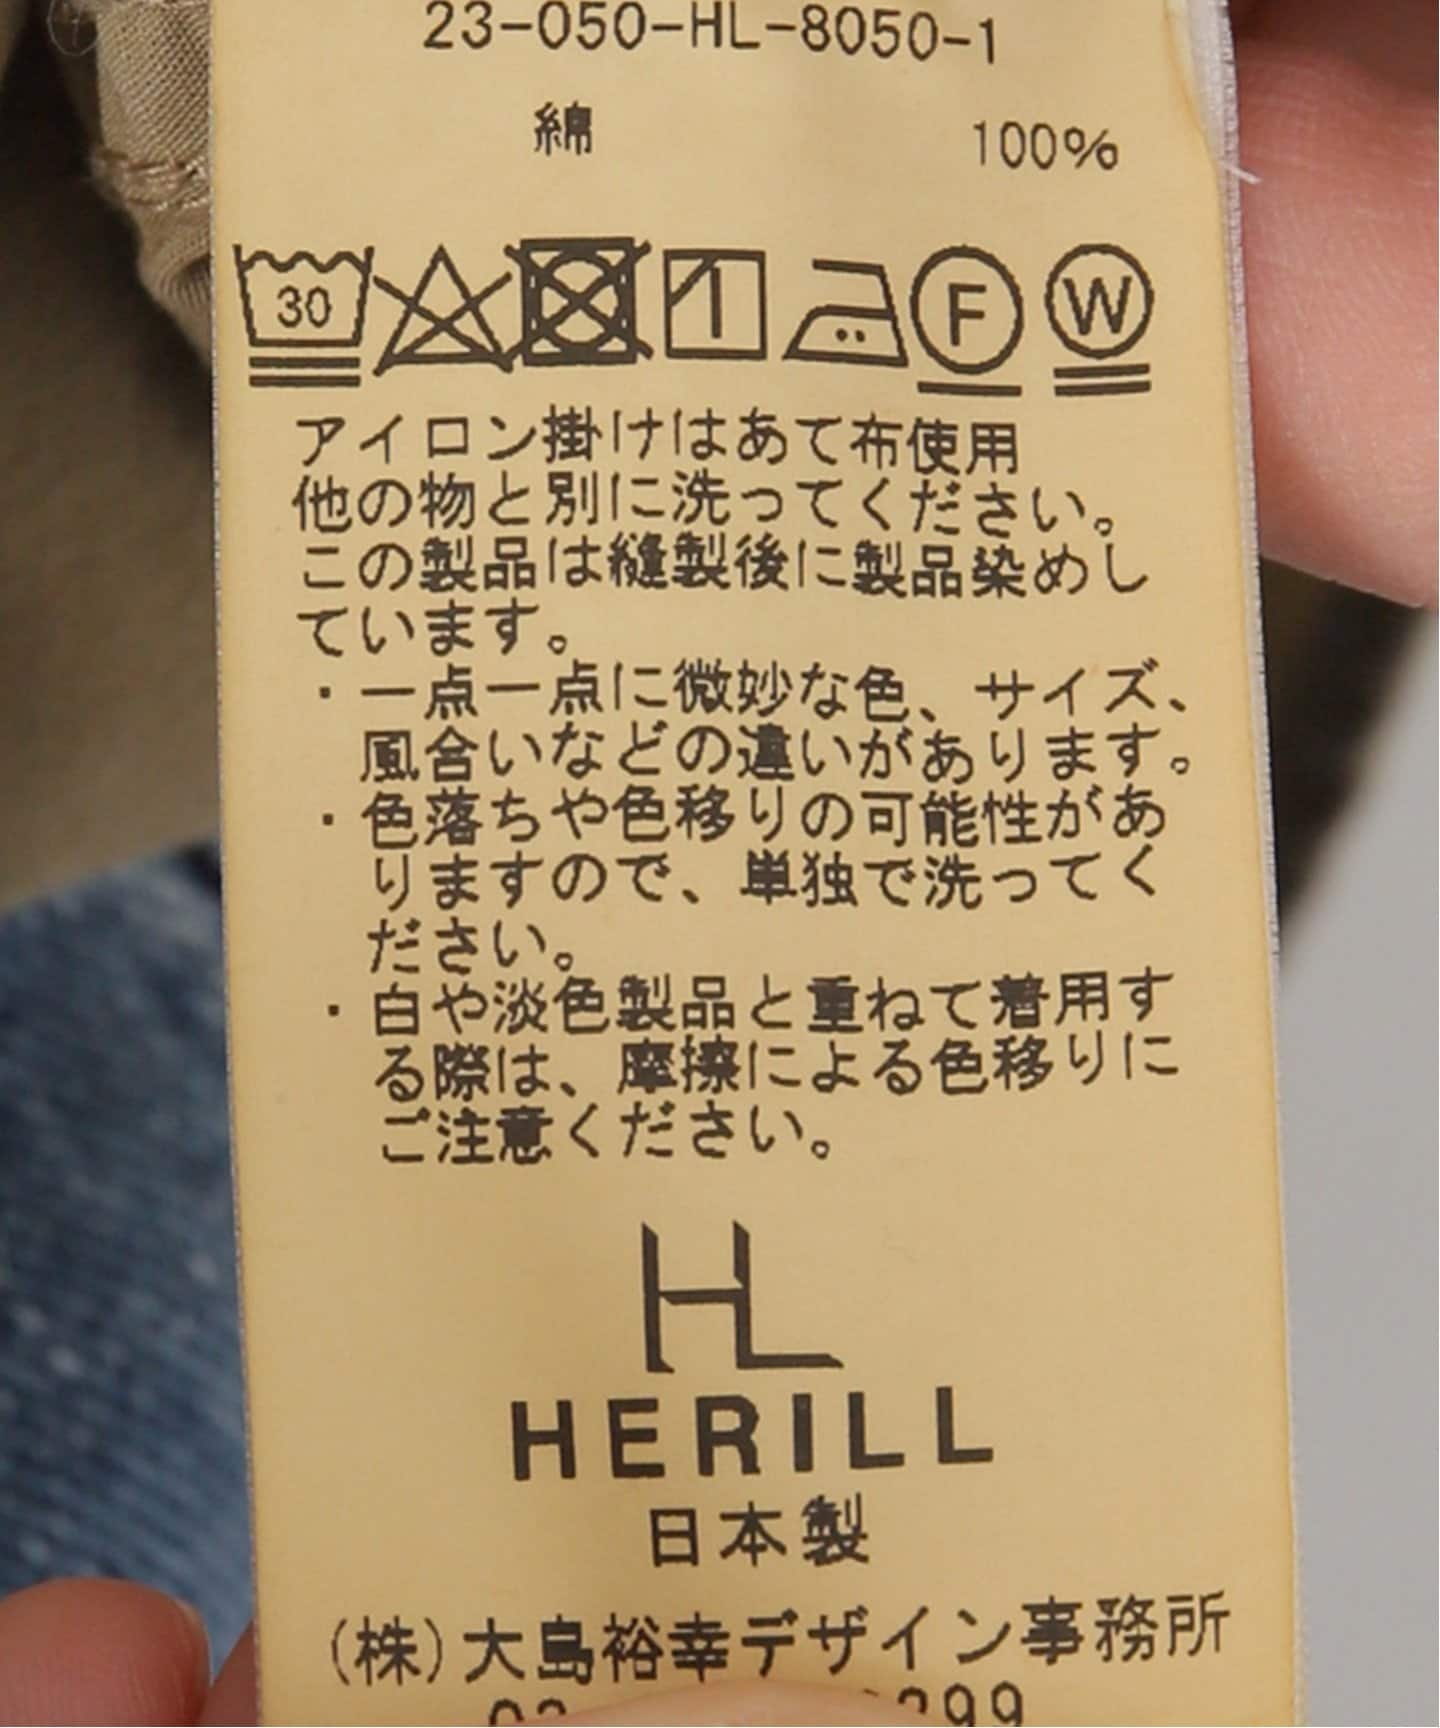 23-050-HL-8050-1
綿 100%
30
F W
アイロン掛けはあて布使用
他の物と別に洗ってください。
この製品は縫製後に製品染めし
ています。
・一点一点に微妙な色、サイズ、
風合いなどの違いがあります。
・色落ちや色移りの可能性があ
りますので、単独で洗ってく
ださい。
・白や淡色製品と重ねて着用す
る際は、摩擦による色移りに
ご注意ください。
HL
HERILL
日本製
(株)大島裕幸デザイン事務所